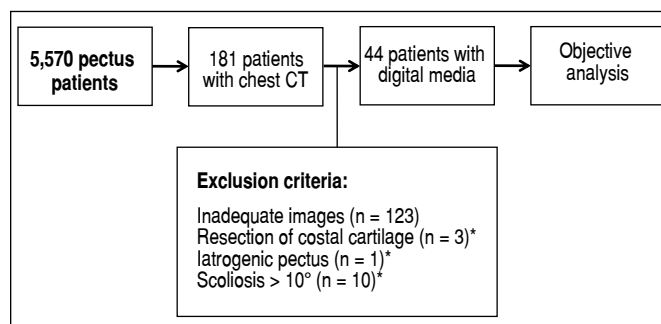 5,570 pectus
patients
181 patients
with chest CT
44 patients with
digital media
Objective
analysis
Exclusion criteria:
Inadequate images (n = 123)
Resection of costal cartilage (n = 3)*
Iatrogenic pectus (n = 1)*
Scoliosis > 10° (n = 10)*